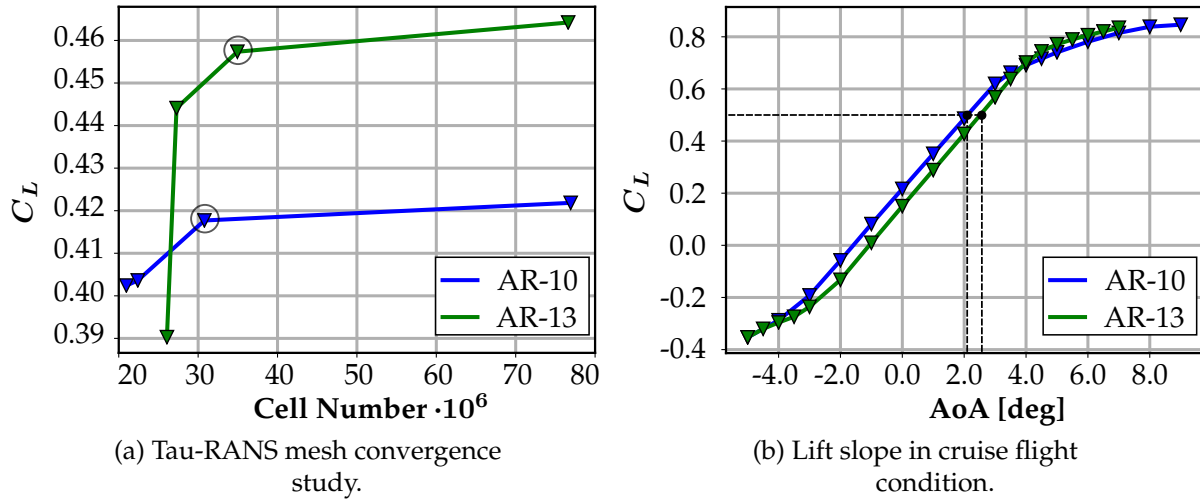 0.46
0.45
0.44
0.43
0.42
0.41
0.40
0.39
C_L
20 30 40 50 60 70 80
Cell Number ·10⁶
AR-10
AR-13
(a) Tau-RANS mesh convergence
study.
0.8
0.6
0.4
0.2
0.0
-0.2
-0.4
C_L
-4.0 -2.0 0.0 2.0 4.0 6.0 8.0
AoA [deg]
AR-10
AR-13
(b) Lift slope in cruise flight
condition.